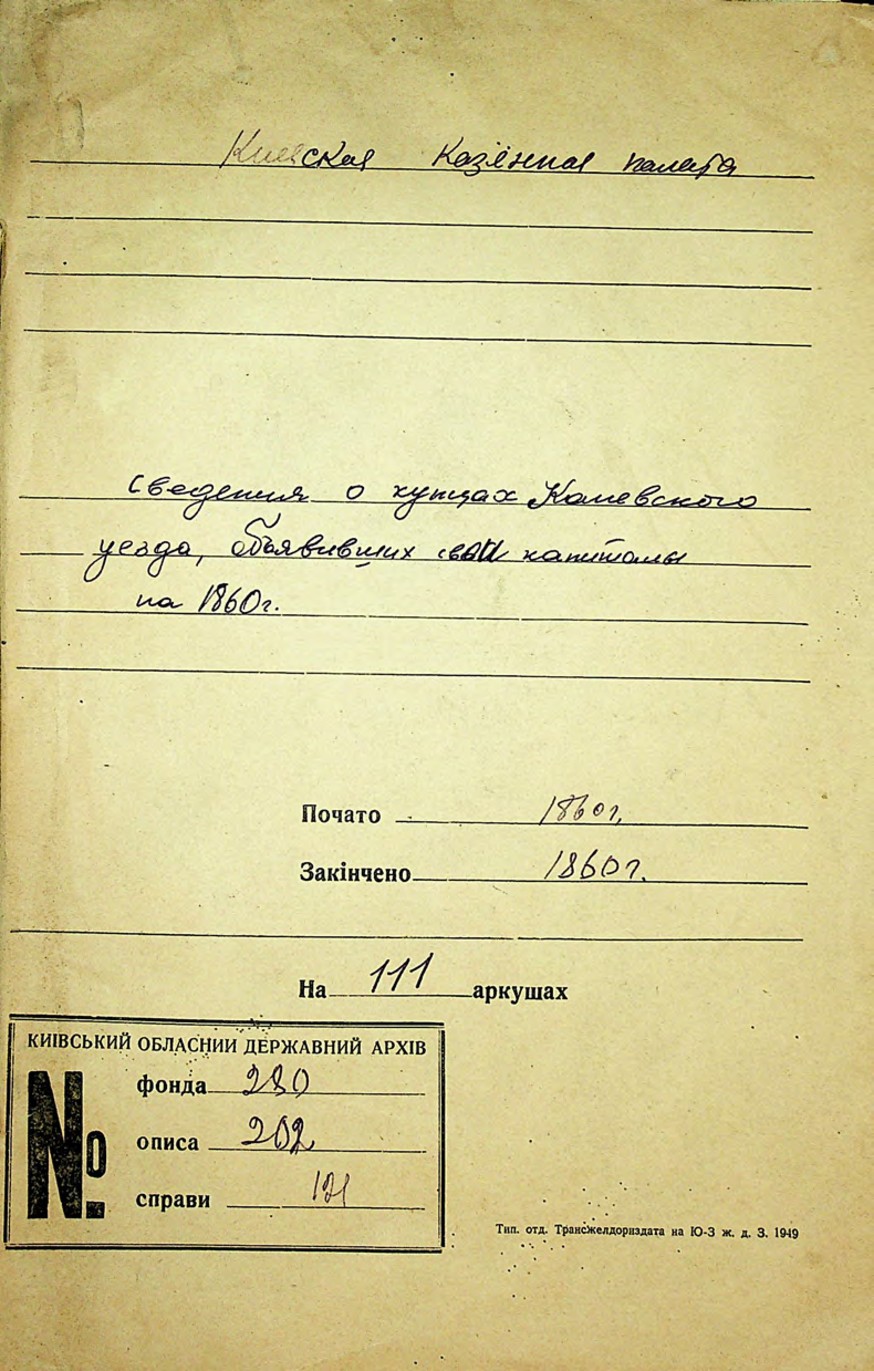 Киевская Казённая палата
Сведения о купцах Каневского
уезда, объявивших свои капиталы
на 1860г.
Почато 1860г.
Закінчено 1860г.
На 111 аркушах
КИЇВСЬКИЙ ОБЛАСНИЙ ДЕРЖАВНИЙ АРХІВ
№
фонда 280
описа 202
справи 121
Тип. отд. Трансжелдориздата на Ю-З ж. д. З. 1949